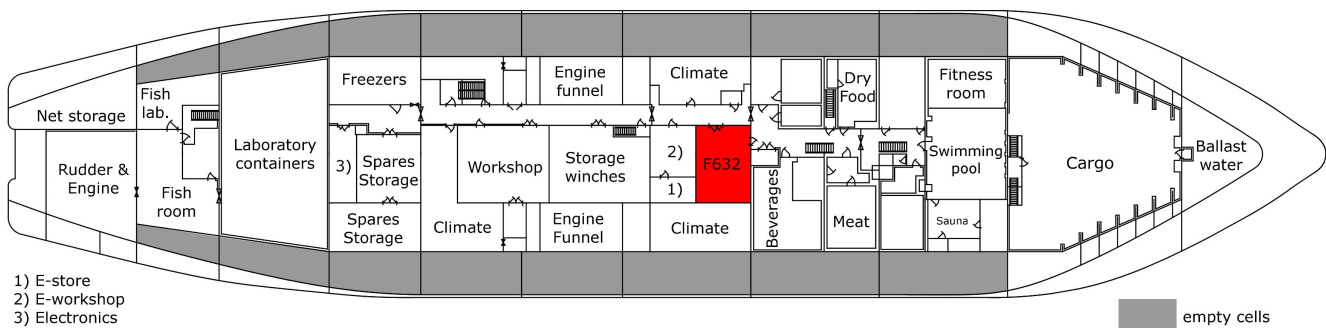 Net storage
Rudder &
Engine
Fish
lab.
Fish
room
Laboratory
containers
Freezers
3)
Spares
Storage
Spares
Storage
Climate
Workshop
Engine
funnel
Storage
winches
Engine
Funnel
Climate
2)
1)
F632
Climate
Beverages
Dry
Food
Meat
Fitness
room
Swimming
pool
Sauna
Cargo
Ballast
water
1) E-store
2) E-workshop
3) Electronics
empty cells